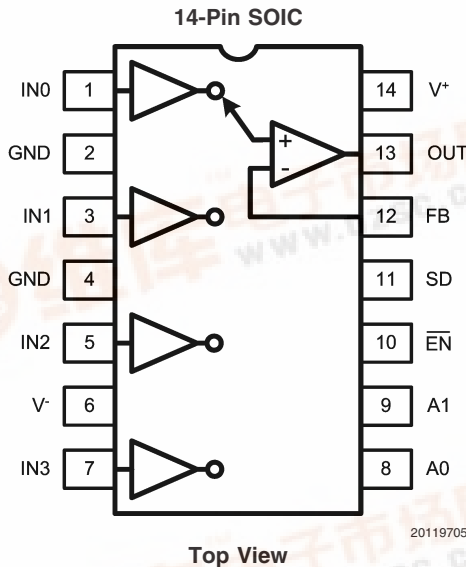 14-Pin SOIC
IN0 1 14 V+
GND 2 + 13 OUT
- 
IN1 3 12 FB
GND 4 11 SD
IN2 5 10 EN
V- 6 9 A1
IN3 7 8 A0
20119705
Top View